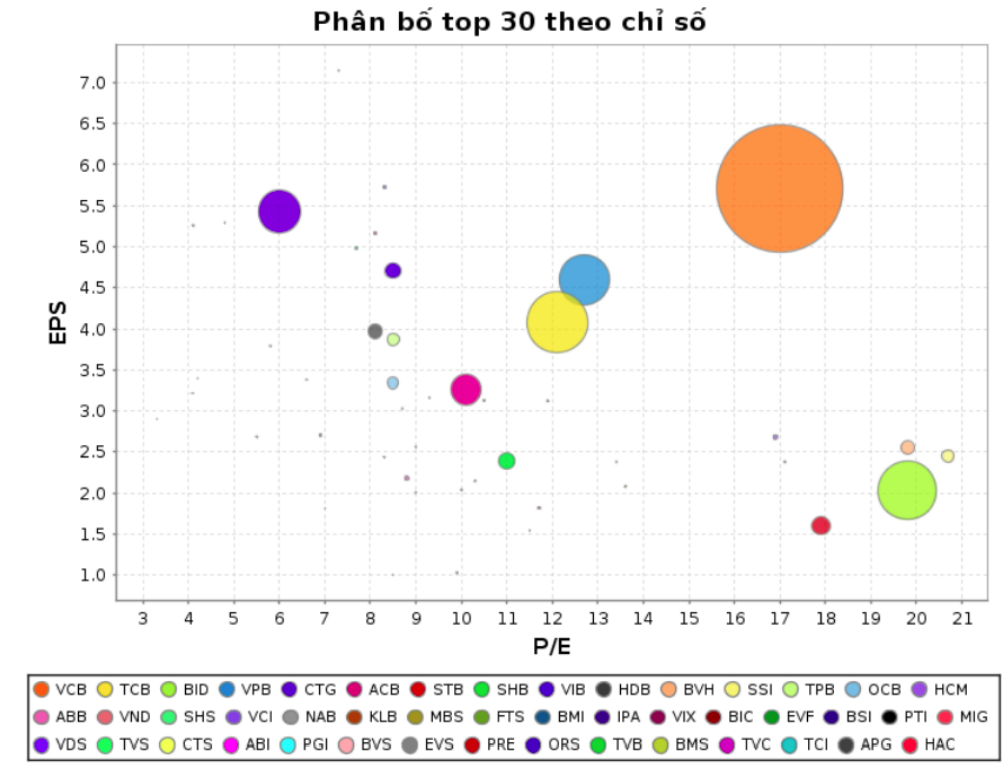 Phân bố top 30 theo chỉ số
7.0
6.5
6.0
5.5
5.0
4.5
4.0
3.5
3.0
2.5
2.0
1.5
1.0
EPS
3 4 5 6 7 8 9 10 11 12 13 14 15 16 17 18 19 20 21
P/E
VCB TCB BID VPB CTG ACB STB SHB VIB HDB BVH SSI TPB OCB HCM
ABB VND SHS VCI NAB KLB MBS FTS BMI IPA VIX BIC EVF BSI PTI MIG
VDS TVS CTS ABI PGI BVS EVS PRE ORS TVB BMS TVC TCI APG HAC